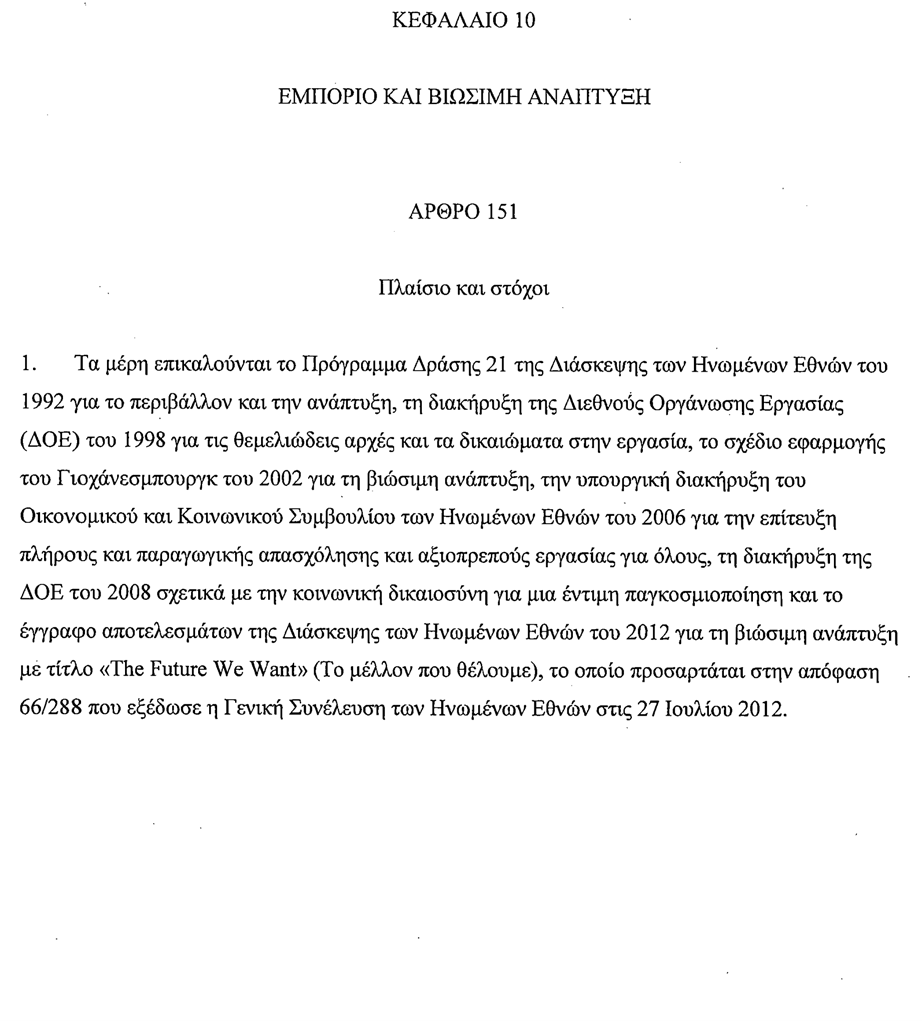 ΚΕΦΑΛΑΙΟ 10
ΕΜΠΟΡΙΟ ΚΑΙ ΒΙΩΣΙΜΗ ΑΝΑΠΤΥΞΗ
ΑΡΘΡΟ 151
Πλαίσιο και στόχοι
1. Τα μέρη επικαλούνται το Πρόγραμμα Δράσης 21 της Διάσκεψης των Ηνωμένων Εθνών του
1992 για το περιβάλλον και την ανάπτυξη, τη διακήρυξη της Διεθνούς Οργάνωσης Εργασίας
(ΔΟΕ) του 1998 για τις θεμελιώδεις αρχές και τα δικαιώματα στην εργασία, το σχέδιο εφαρμογής
του Γιοχάνεσμπουργκ του 2002 για τη βιώσιμη ανάπτυξη, την υπουργική διακήρυξη του
Οικονομικού και Κοινωνικού Συμβουλίου των Ηνωμένων Εθνών του 2006 για την επίτευξη
πλήρους και παραγωγικής απασχόλησης και αξιοπρεπούς εργασίας για όλους, τη διακήρυξη της
ΔΟΕ του 2008 σχετικά με την κοινωνική δικαιοσύνη για μια έντιμη παγκοσμιοποίηση και το
έγγραφο αποτελεσμάτων της Διάσκεψης των Ηνωμένων Εθνών του 2012 για τη βιώσιμη ανάπτυξη
με τίτλο «The Future We Want» (Το μέλλον που θέλουμε), το οποίο προσαρτάται στην απόφαση
66/288 που εξέδωσε η Γενική Συνέλευση των Ηνωμένων Εθνών στις 27 Ιουλίου 2012.